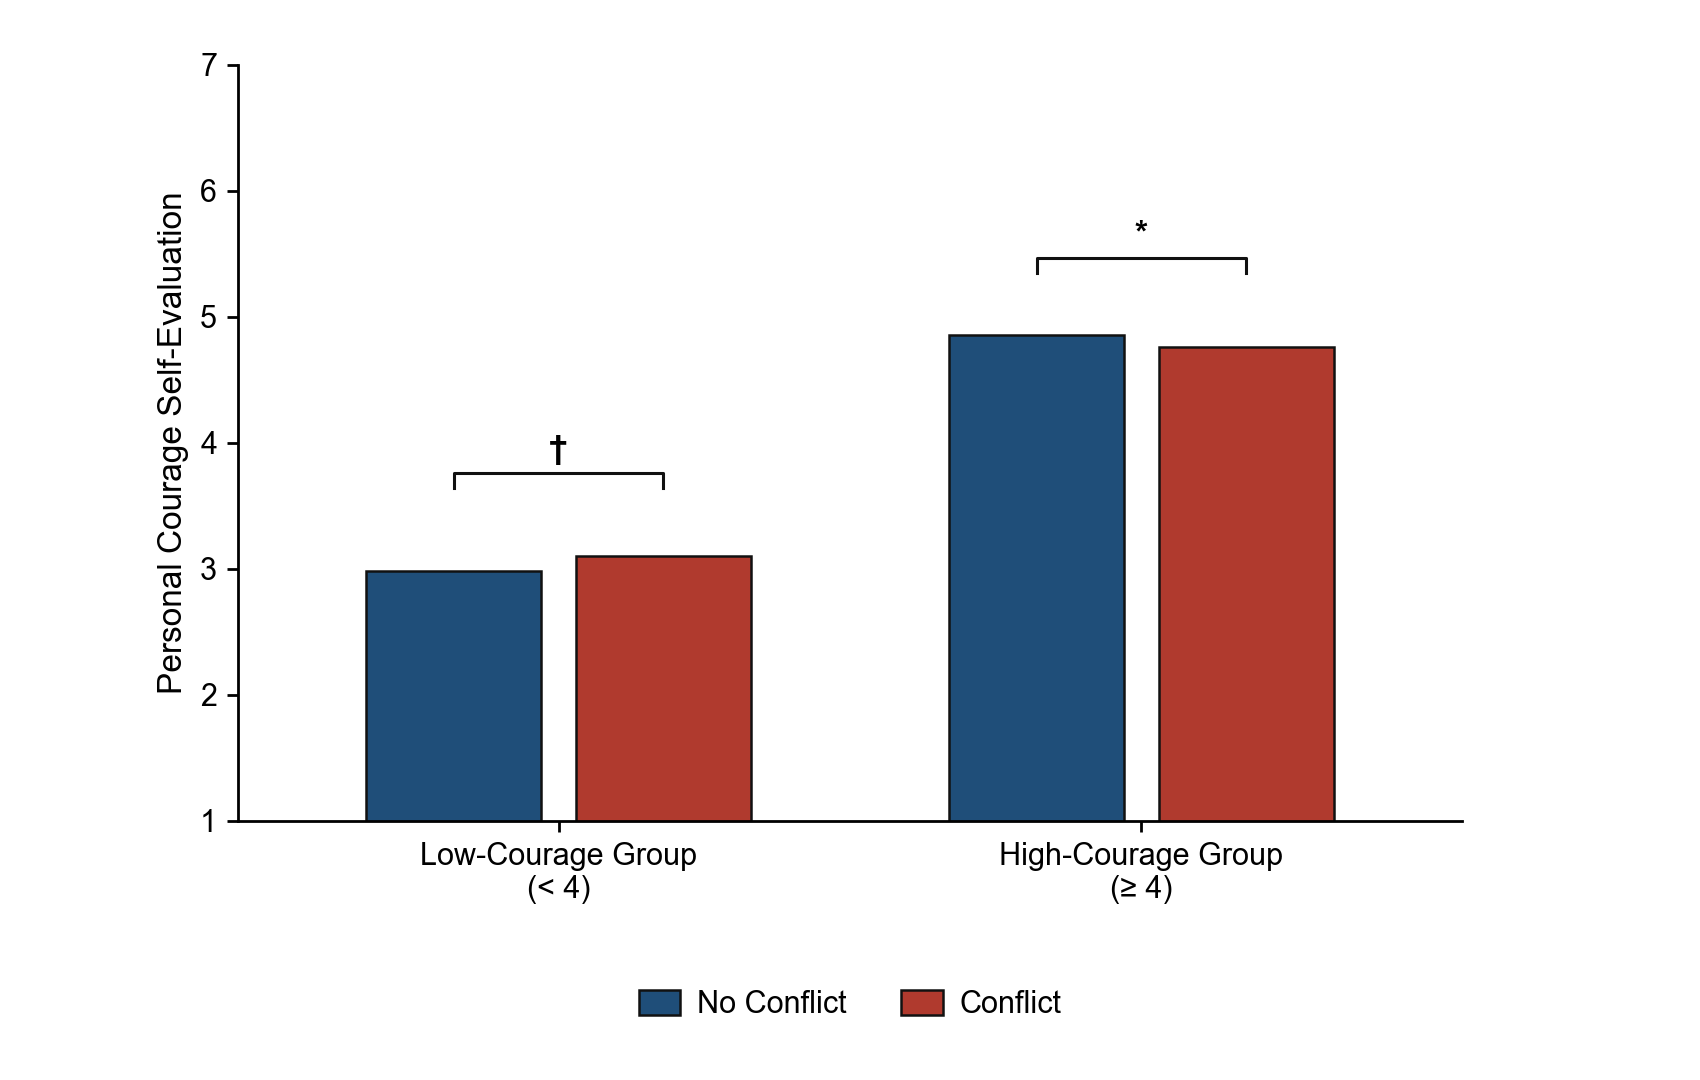 7
6
5
4
3
2
1
Personal Courage Self-Evaluation
†
*
Low-Courage Group
(< 4)
High-Courage Group
(≥ 4)
No Conflict
Conflict